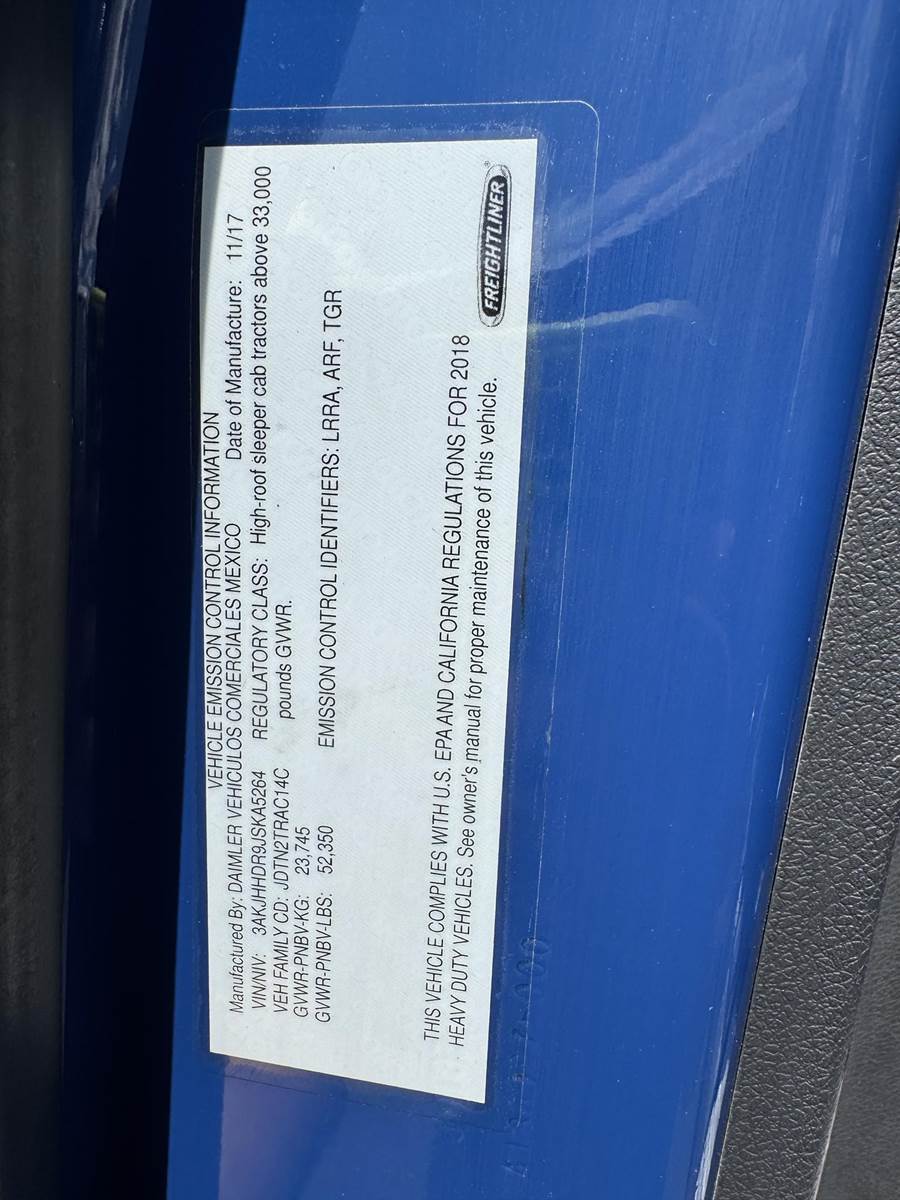 VEHICLE EMISSION CONTROL INFORMATION
Manufactured By: DAIMLER VEHICULOS COMERCIALES MEXICO Date of Manufacture: 11/17
VIN/NIV: 3AKJHHDR9JSKA5264 REGULATORY CLASS: High-roof sleeper cab tractors above 33,000
VEH FAMILY CD: JDTN2TRAC14C pounds GVWR.
GVWR-PNBV-KG: 23,745
GVWR-PNBV-LBS: 52,350 EMISSION CONTROL IDENTIFIERS: LRRA, ARF, TGR
THIS VEHICLE COMPLIES WITH U.S. EPA AND CALIFORNIA REGULATIONS FOR 2018
HEAVY DUTY VEHICLES. See owner's manual for proper maintenance of this vehicle.
FREIGHTLINER®